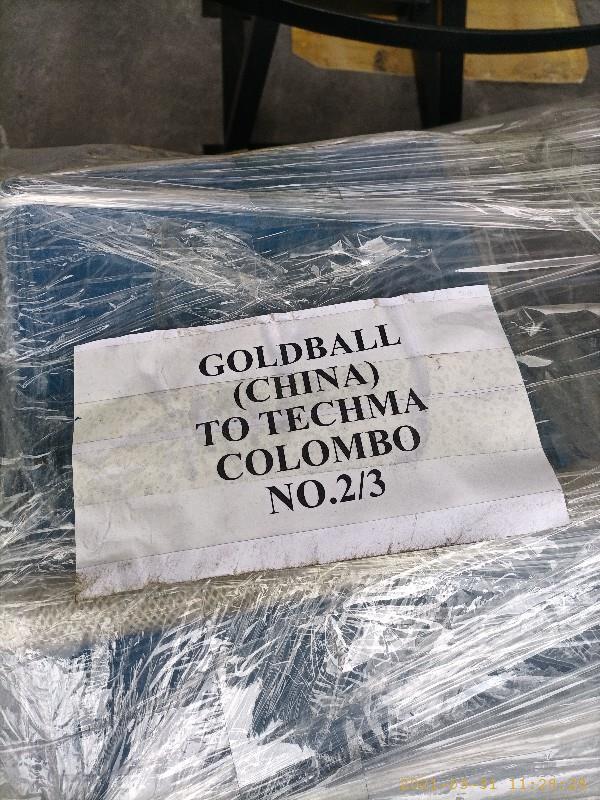 GOLDBALL
(CHINA)
TO TECHMA
COLOMBO
NO.2/3